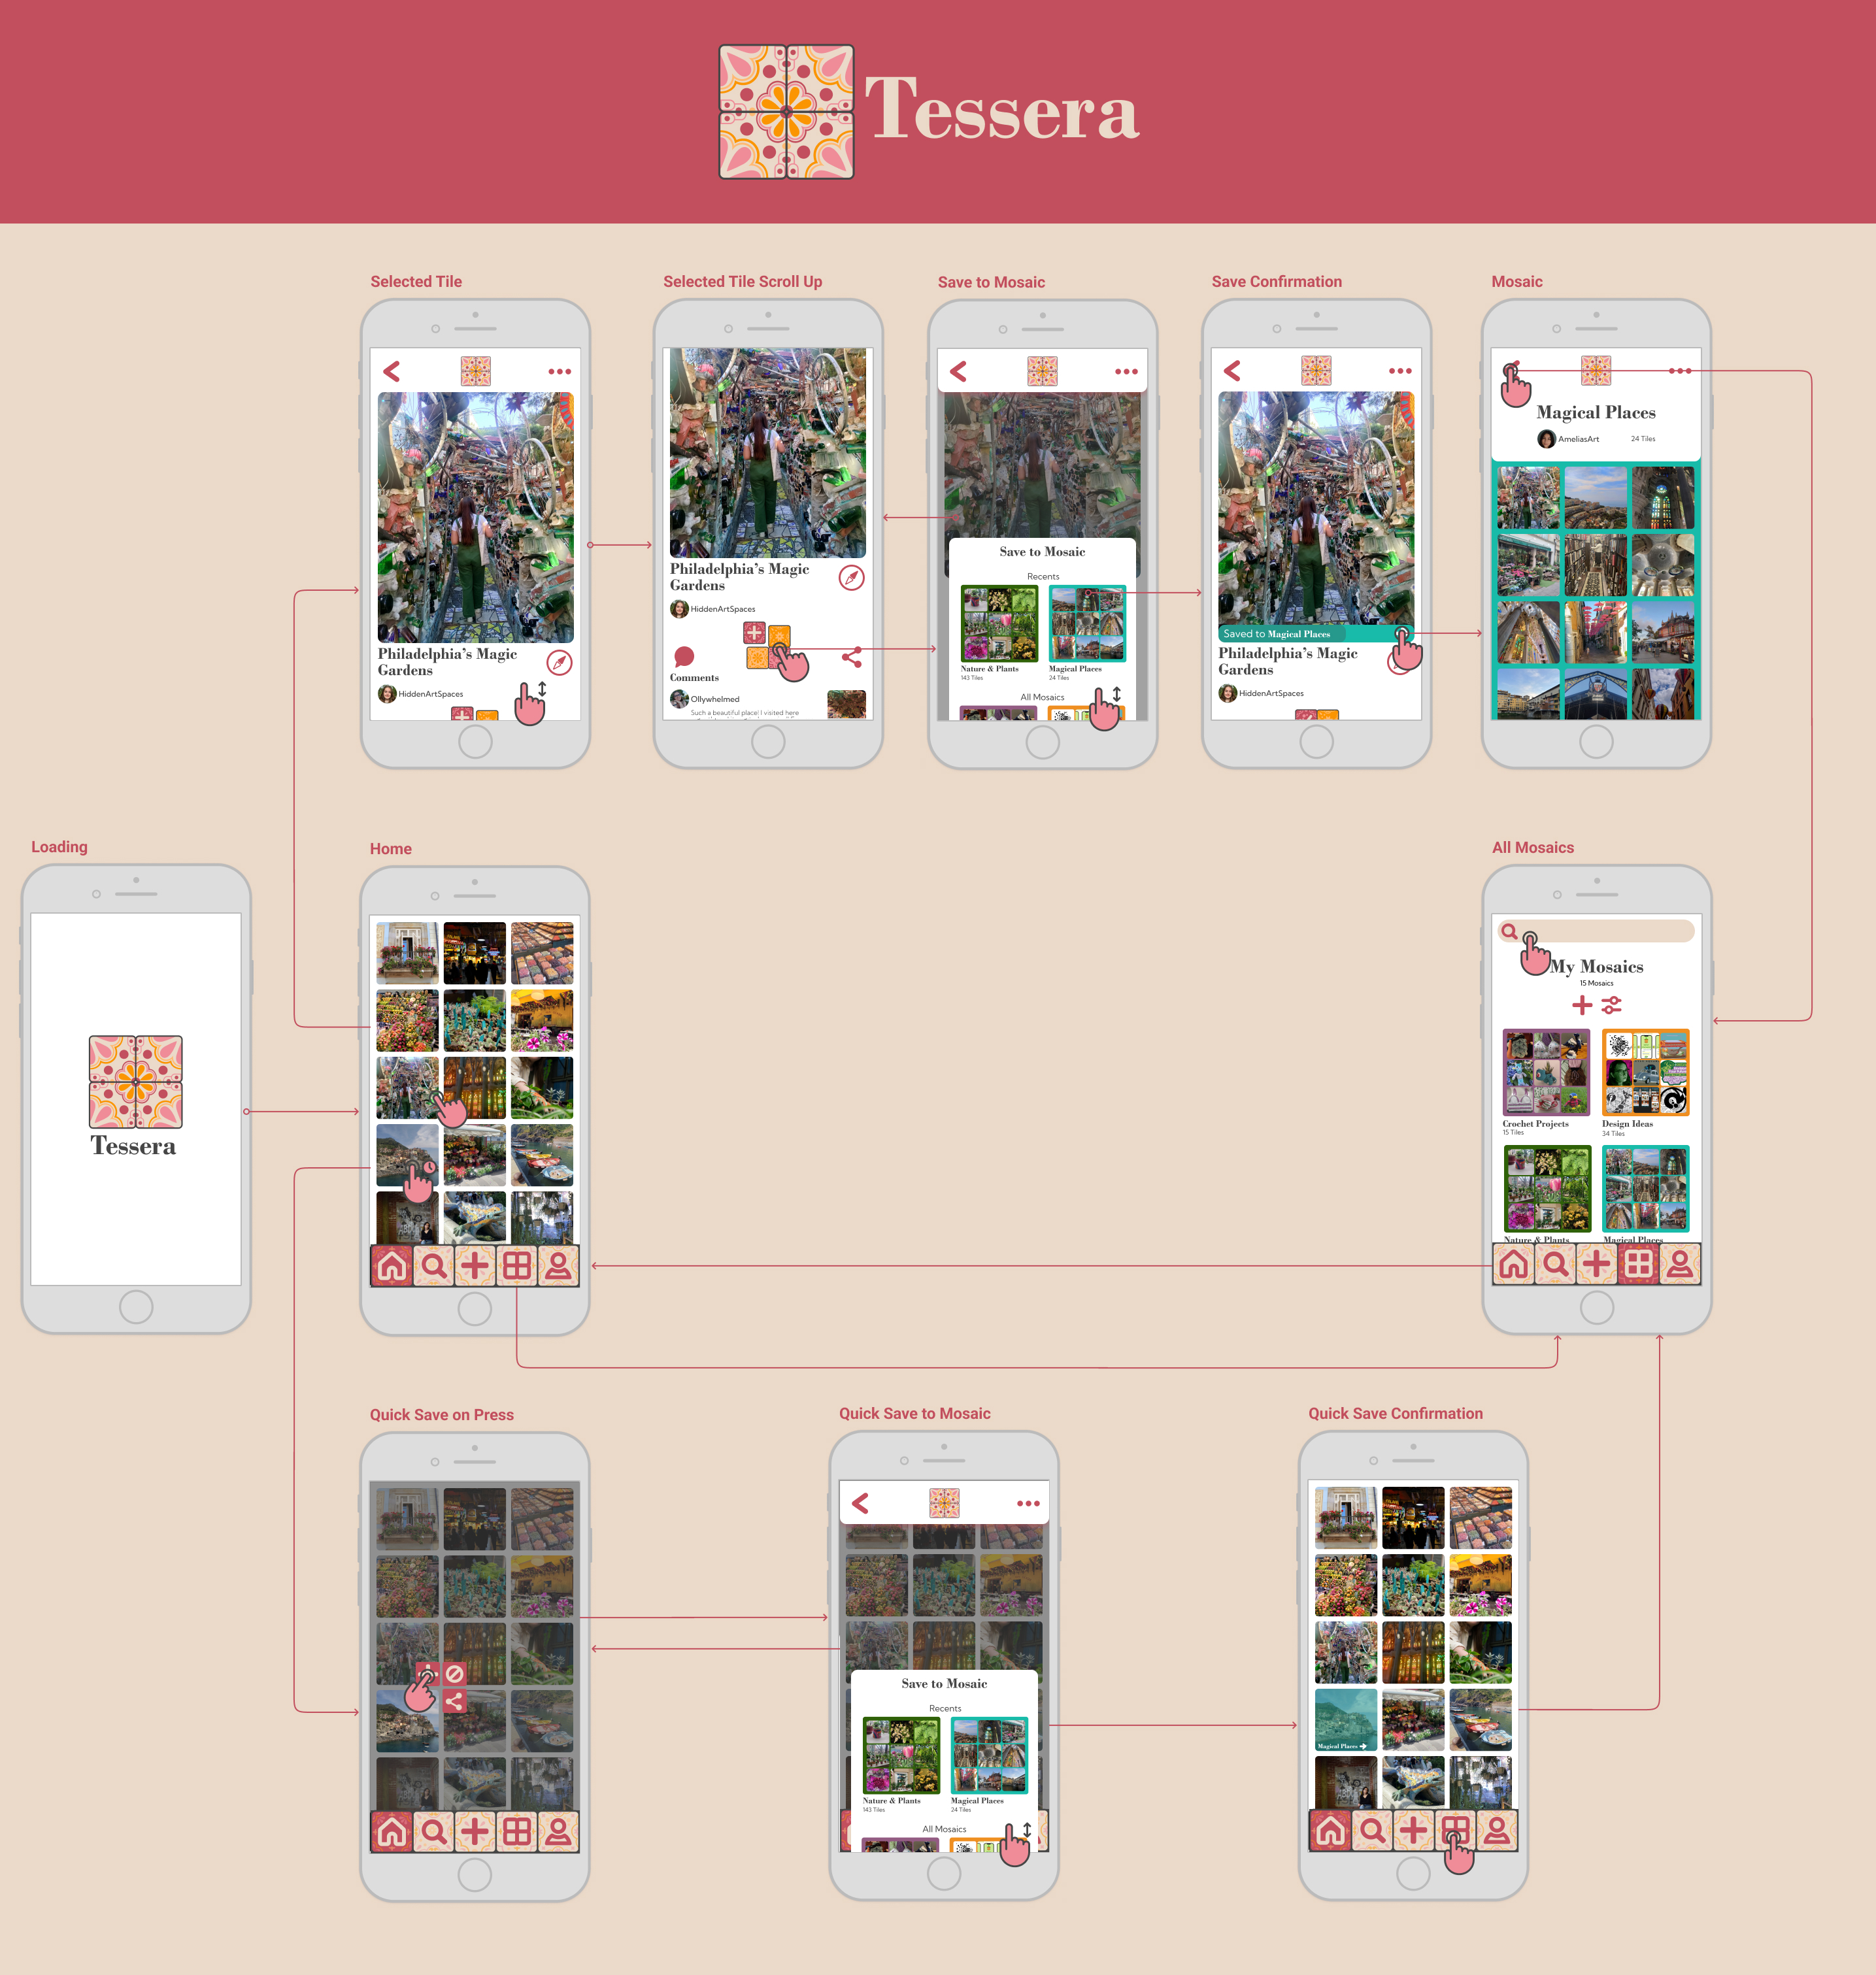 Tessera
Selected Tile
Philadelphia's Magic
Gardens
HiddenArtSpaces
Selected Tile Scroll Up
Philadelphia's Magic
Gardens
HiddenArtSpaces
Comments
Ollywhelmed
Such a beautiful place! I visited here
Save to Mosaic
Save to Mosaic
Recents
Nature & Plants
143 Tiles
Magical Places
24 Tiles
All Mosaics
Save Confirmation
Saved to Magical Places
Philadelphia's Magic
Gardens
HiddenArtSpaces
Mosaic
Magical Places
AmeliasArt
24 Tiles
Loading
Tessera
Home
All Mosaics
My Mosaics
15 Mosaics
Crochet Projects
15 Tiles
Design Ideas
34 Tiles
Nature & Plants
Magical Places
Quick Save on Press
Quick Save to Mosaic
Save to Mosaic
Recents
Nature & Plants
143 Tiles
Magical Places
24 Tiles
All Mosaics
Quick Save Confirmation
Magical Places